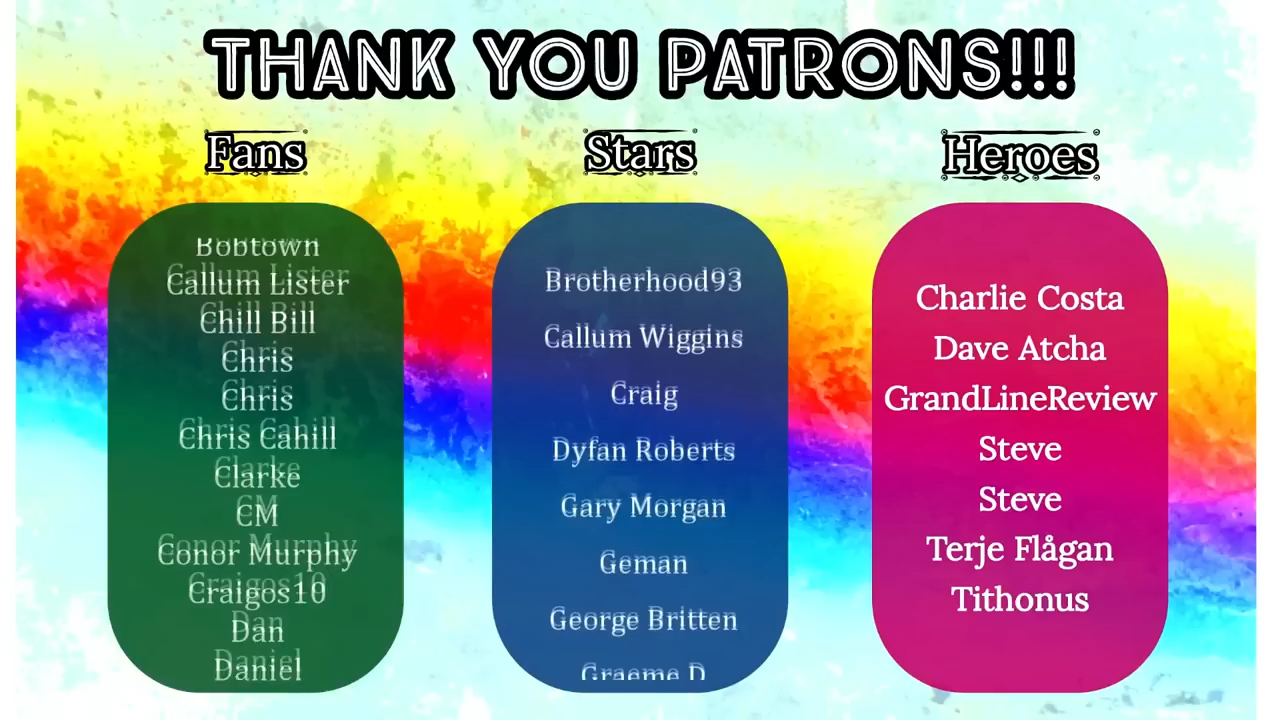 THANK YOU PATRONS!!!
Fans
Bobtown
Callum Lister
Chill Bill
Chris
Chris
Chris Cahill
Clarke
CM
Conor Murphy
Craigos10
Dan
Daniel
Stars
Brotherhood93
Callum Wiggins
Craig
Dyfan Roberts
Gary Morgan
Geman
George Britten
Graeme D
Heroes
Charlie Costa
Dave Atcha
GrandLineReview
Steve
Steve
Terje Flågan
Tithonus